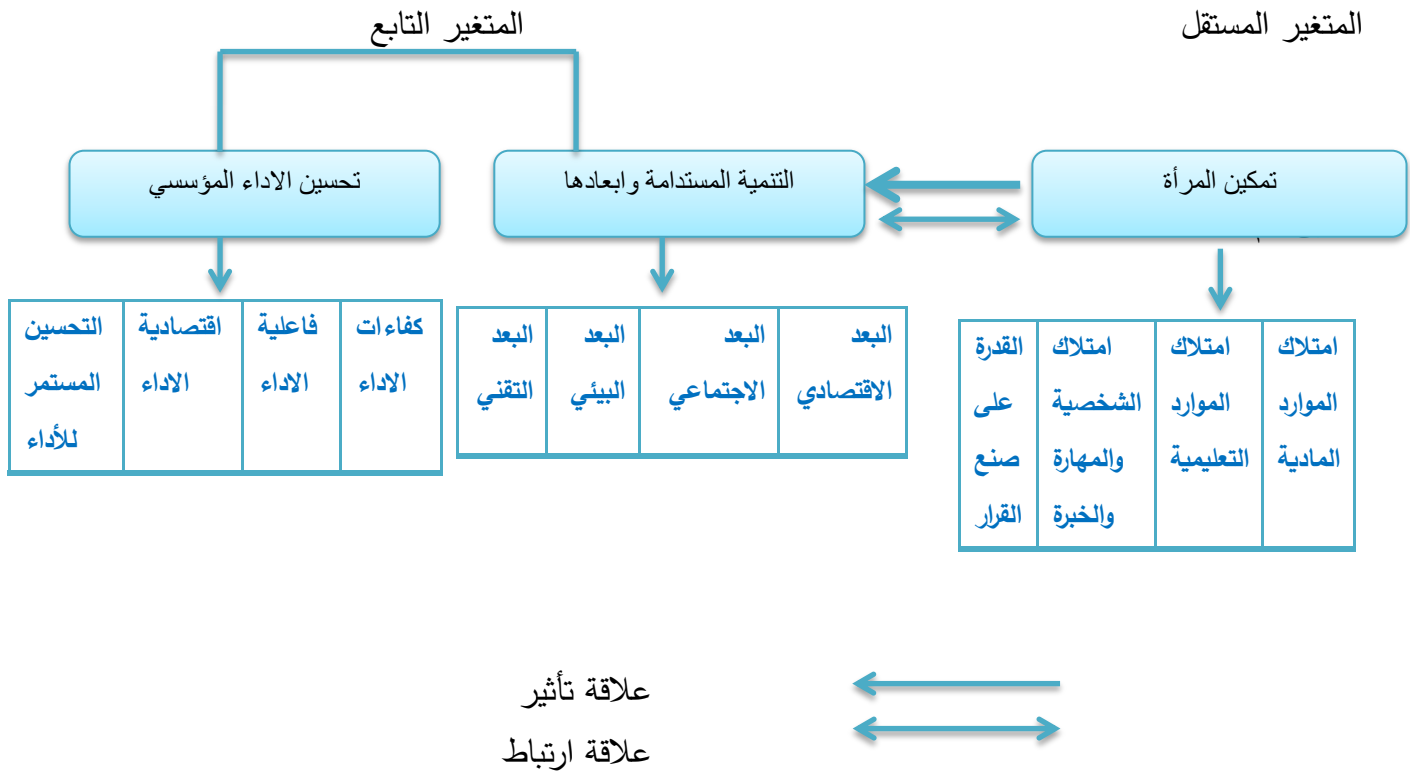 المتغير المستقل
المتغير التابع
تمكين المرأة
التنمية المستدامة وابعادها
تحسين الاداء المؤسسي
امتلاك
الموارد
المادية
امتلاك
الموارد
التعليمية
امتلاك
الشخصية
والمهارة
والخبرة
القدرة
على
صنع
القرار
البعد
الاقتصادي
البعد
الاجتماعي
البعد
البيئي
البعد
التقني
كفاءات
الاداء
فاعلية
الاداء
اقتصادية
الاداء
التحسين
المستمر
للأداء
علاقة تأثير
علاقة ارتباط